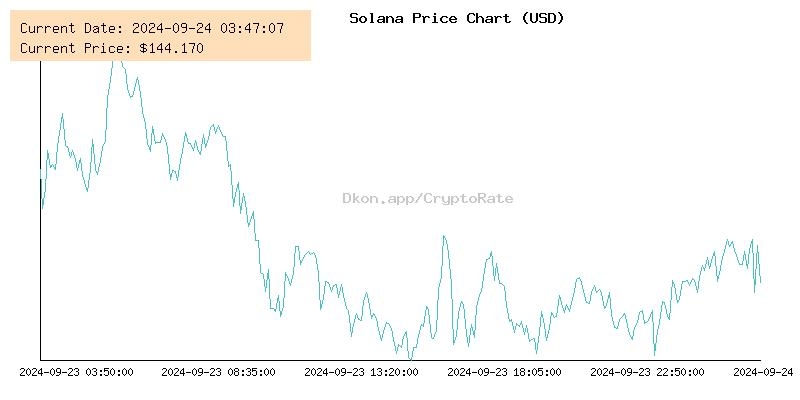 Solana Price Chart (USD)
Current Date: 2024-09-24 03:47:07
Current Price: $144.170
Dkon.app/CryptoRate
2024-09-23 03:50:00 2024-09-23 08:35:00 2024-09-23 13:20:00 2024-09-23 18:05:00 2024-09-23 22:50:00 2024-09-24